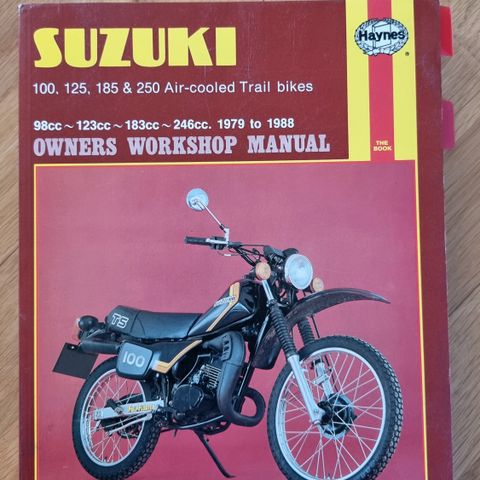 SUZUKI
Haynes
®
100, 125, 185 & 250 Air-cooled Trail bikes
98cc ~ 123cc ~ 183cc ~ 246cc. 1979 to 1988
OWNERS WORKSHOP MANUAL
THE
BOOK
TS
100